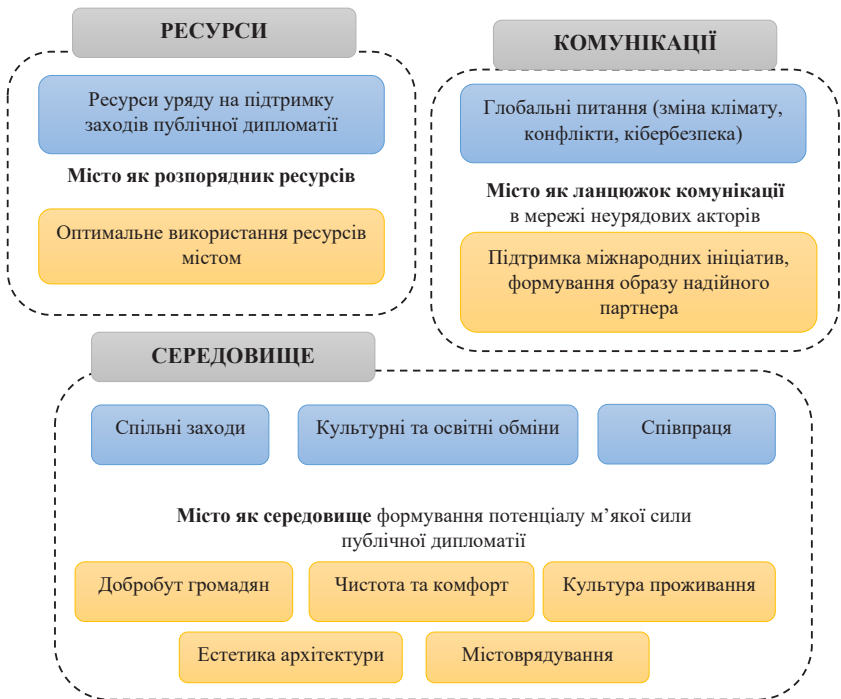 РЕСУРСИ
Ресурси уряду на підтримку
заходів публічної дипломатії
Місто як розпорядник ресурсів
Оптимальне використання ресурсів
містом
КОМУНІКАЦІЇ
Глобальні питання (зміна клімату,
конфлікти, кібербезпека)
Місто як ланцюжок комунікації
в мережі неурядових акторів
Підтримка міжнародних ініціатив,
формування образу надійного
партнера
СЕРЕДОВИЩЕ
Спільні заходи
Культурні та освітні обміни
Співпраця
Місто як середовище формування потенціалу м’якої сили
публічної дипломатії
Добробут громадян
Чистота та комфорт
Культура проживання
Естетика архітектури
Містоврядування